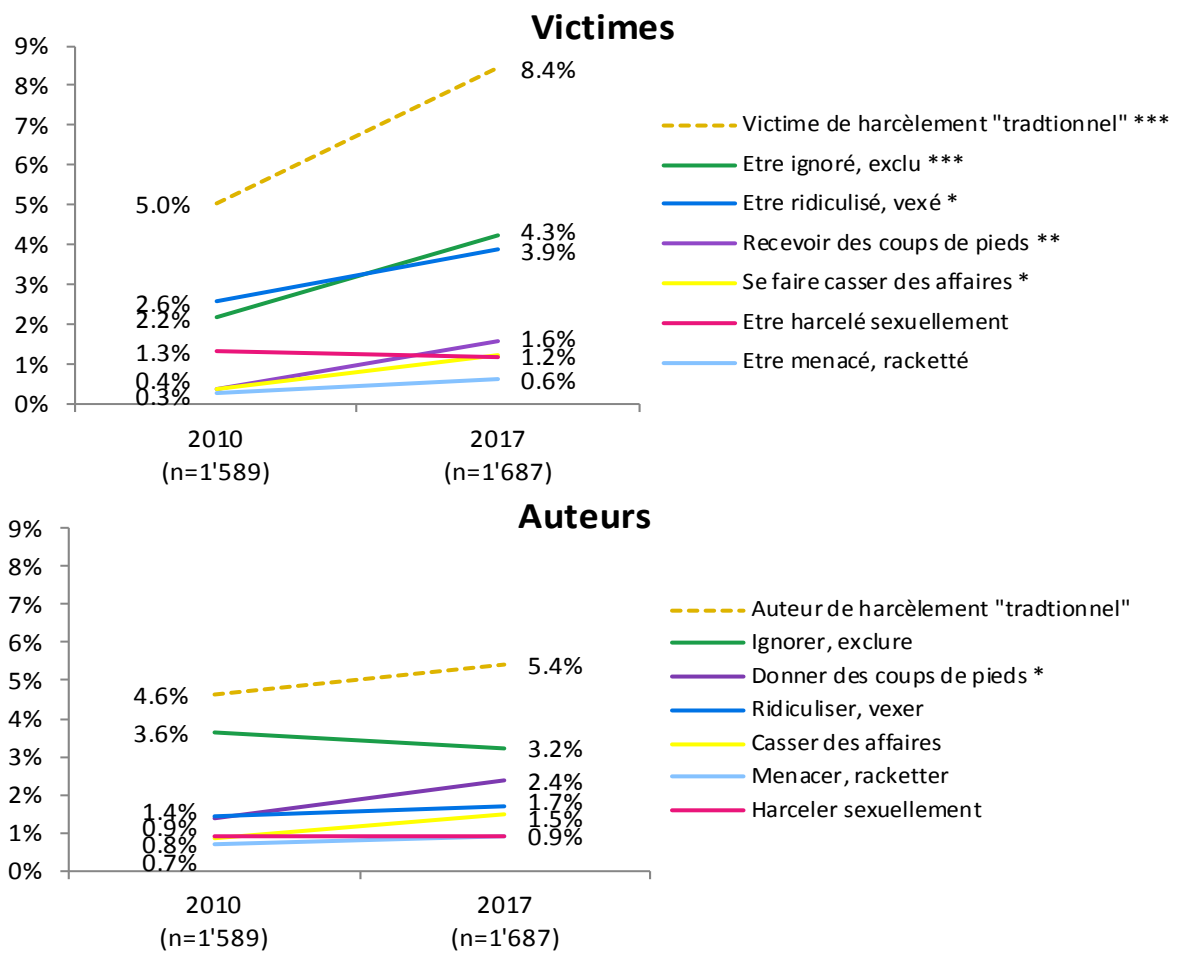 Victimes
9%
8%
7%
6%
5%
4%
3%
2%
1%
0%
5.0%
2.6%
2.2%
1.3%
0.4%
0.3%
8.4%
4.3%
3.9%
1.6%
1.2%
0.6%
2010
(n=1'589)
2017
(n=1'687)
Victime de harcèlement "tradtionnel" ***
Etre ignoré, exclu ***
Etre ridiculisé, vexé *
Recevoir des coups de pieds **
Se faire casser des affaires *
Etre harcelé sexuellement
Etre menacé, racketté
Auteurs
9%
8%
7%
6%
5%
4%
3%
2%
1%
0%
4.6%
3.6%
1.4%
0.9%
0.8%
0.7%
5.4%
3.2%
2.4%
1.7%
1.5%
0.9%
2010
(n=1'589)
2017
(n=1'687)
Auteur de harcèlement "tradtionnel"
Ignorer, exclure
Donner des coups de pieds *
Ridiculiser, vexer
Casser des affaires
Menacer, racketter
Harceler sexuellement